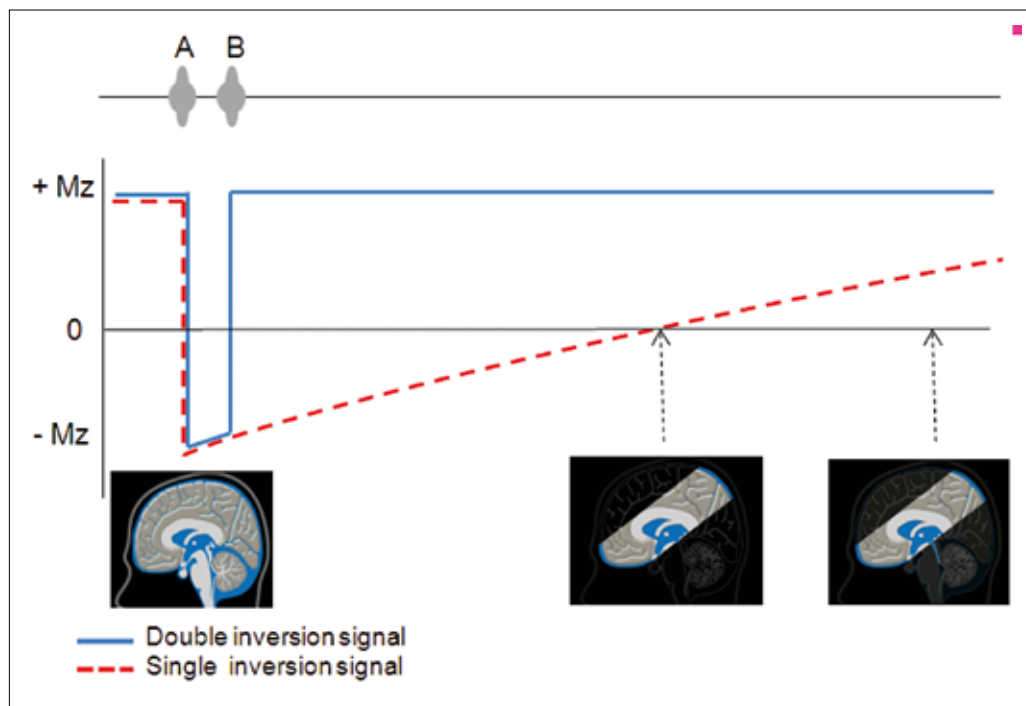 A B
+ Mz
0
- Mz
Double inversion signal
Single inversion signal